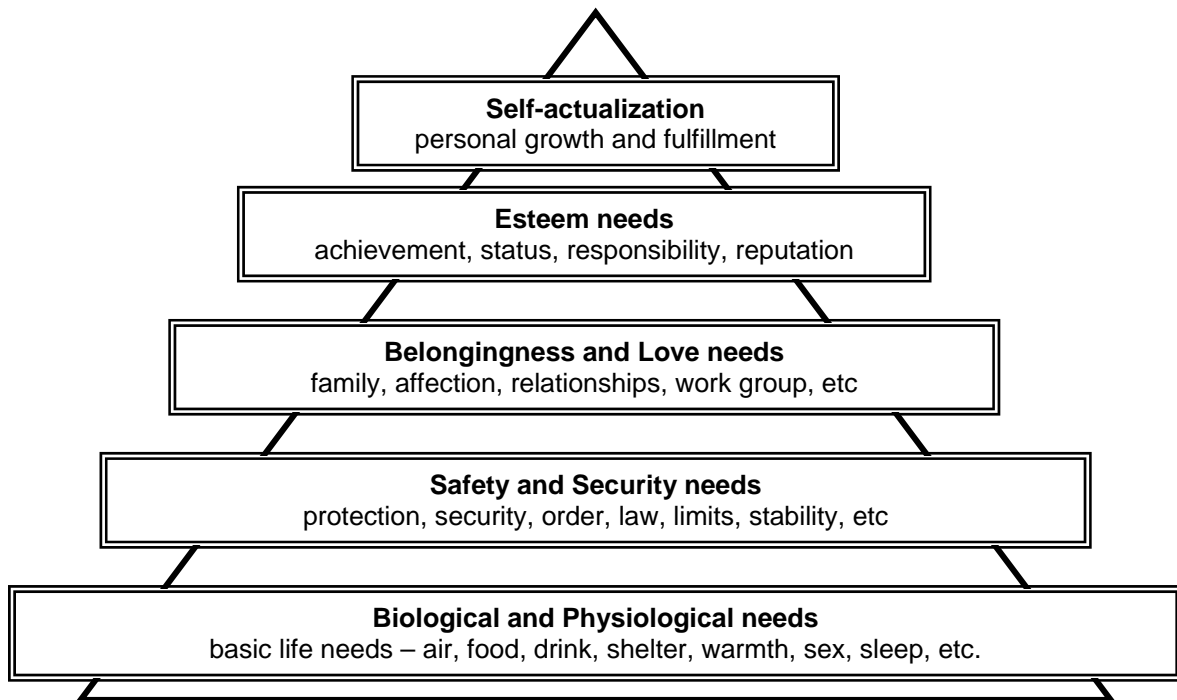 Self-actualization
personal growth and fulfillment
Esteem needs
achievement, status, responsibility, reputation
Belongingness and Love needs
family, affection, relationships, work group, etc
Safety and Security needs
protection, security, order, law, limits, stability, etc
Biological and Physiological needs
basic life needs – air, food, drink, shelter, warmth, sex, sleep, etc.